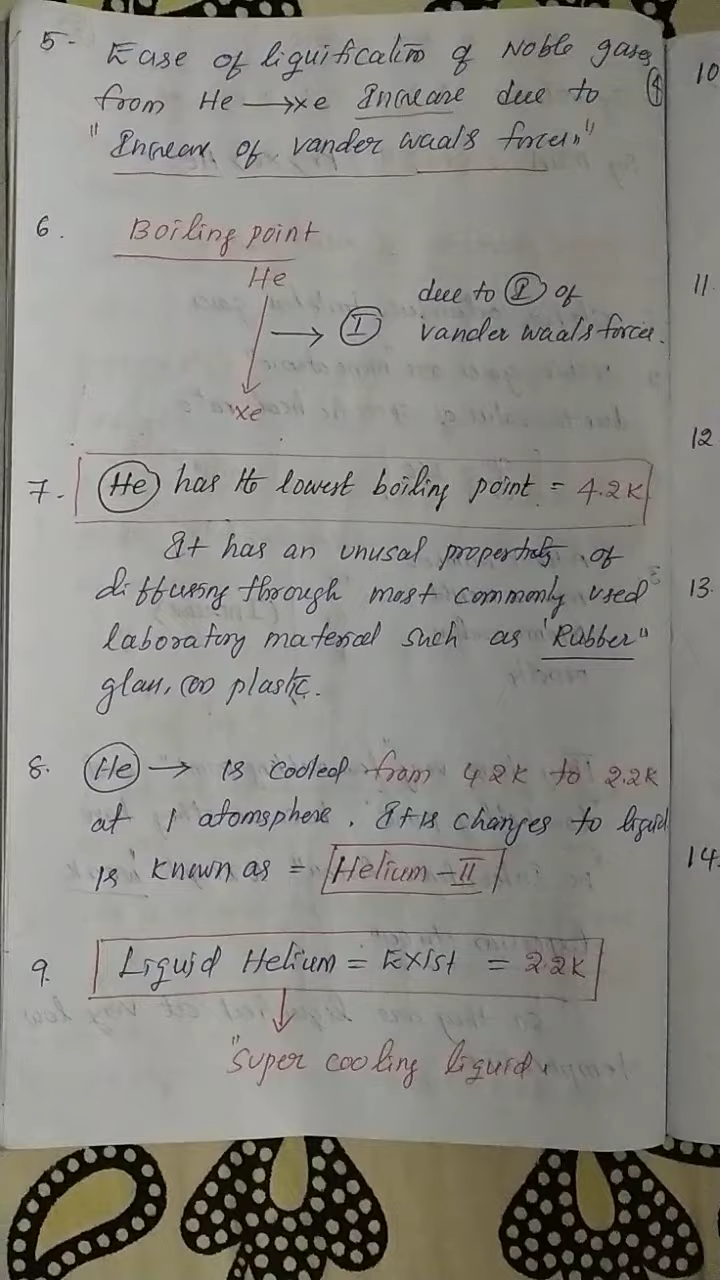 5- Ease of liquification of Noble gases
from He → xe Increase due to
"Increase of vander waals forces"
6. Boiling point
He
due to (I) of
→ (I) vander waals forces.
xe
7. He has the lowest boiling point = 4.2K
It has an unusal property of
diffusing through most commonly used
laboratory material such as "Rubber"
glass, (or) plastic.
8. He → is cooled from 4.2K to 2.2K
at 1 atomsphere. It is changes to liquid
is known as = Helium-II
9. Liquid Helium = Exist = 2.2K
"Super cooling liquid"
10
11.
12
13.
14.